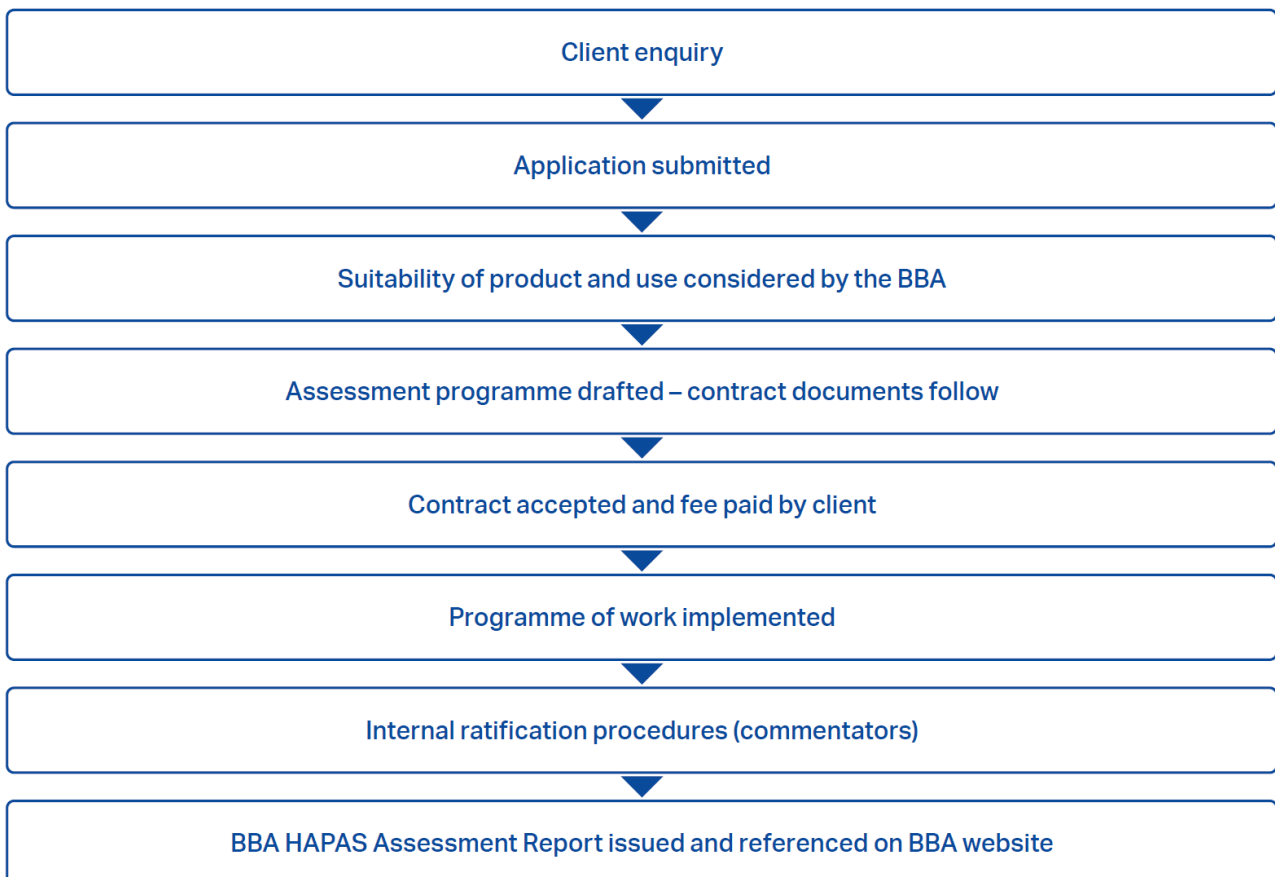 Client enquiry
Application submitted
Suitability of product and use considered by the BBA
Assessment programme drafted – contract documents follow
Contract accepted and fee paid by client
Programme of work implemented
Internal ratification procedures (commentators)
BBA HAPAS Assessment Report issued and referenced on BBA website